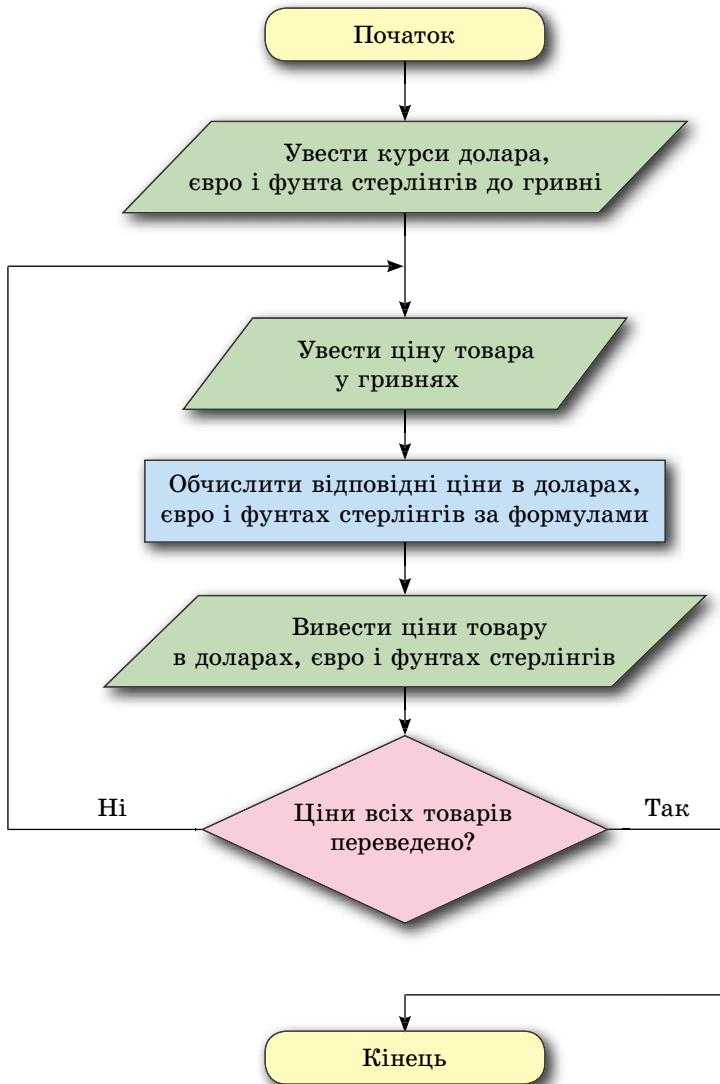 Початок
Увести курси долара,
євро і фунта стерлінгів до гривні
Увести ціну товара
у гривнях
Обчислити відповідні ціни в доларах,
євро і фунтах стерлінгів за формулами
Вивести ціни товару
в доларах, євро і фунтах стерлінгів
Ні
Ціни всіх товарів
переведено?
Так
Кінець